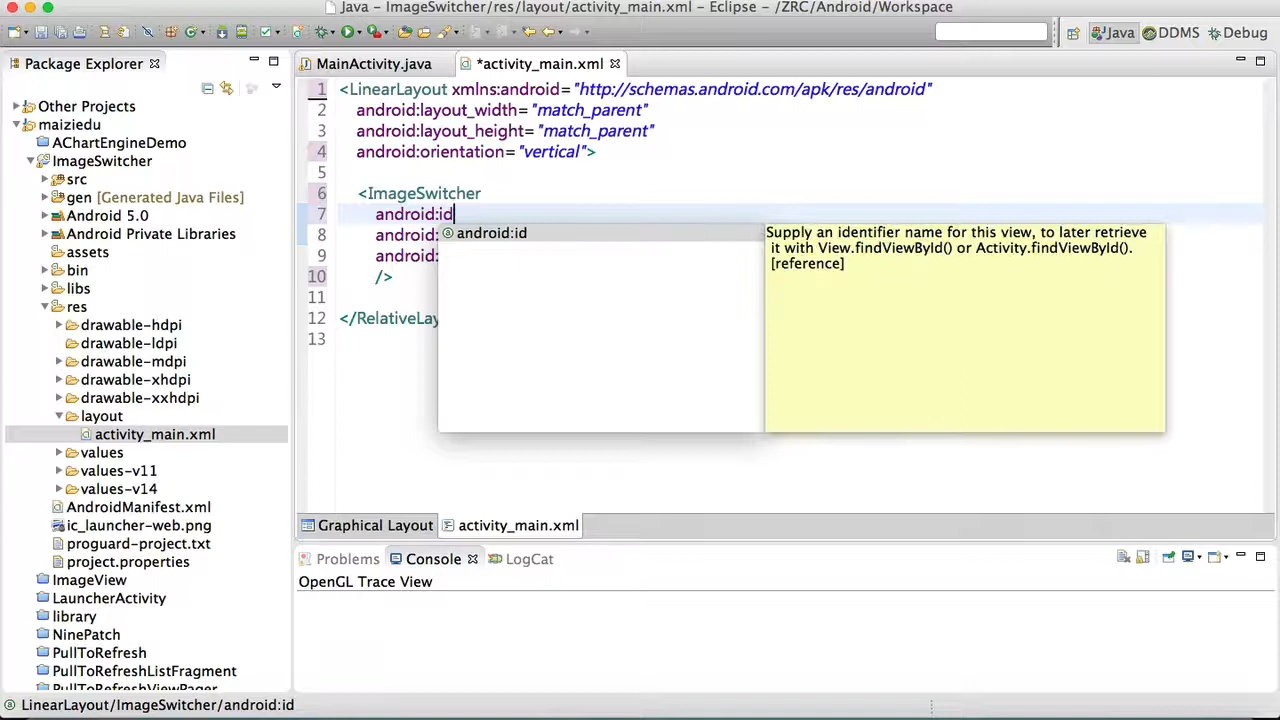 Java – ImageSwitcher/res/layout/activity_main.xml – Eclipse – /ZRC/Android/Workspace
Java DDMS Debug
Package Explorer
MainActivity.java *activity_main.xml
Other Projects
maiziedu
AChartEngineDemo
ImageSwitcher
src
gen [Generated Java Files]
Android 5.0
Android Private Libraries
assets
bin
libs
res
drawable-hdpi
drawable-ldpi
drawable-mdpi
drawable-xhdpi
drawable-xxhdpi
layout
activity_main.xml
values
values-v11
values-v14
AndroidManifest.xml
ic_launcher-web.png
proguard-project.txt
project.properties
ImageView
LauncherActivity
library
NinePatch
PullToRefresh
PullToRefreshListFragment
PullToRefreshViewPager
1 <LinearLayout xmlns:android="http://schemas.android.com/apk/res/android"
2 android:layout_width="match_parent"
3 android:layout_height="match_parent"
4 android:orientation="vertical">
5
6 <ImageSwitcher
7 android:id
8 android:
9 android:
10 />
11
12 </RelativeLay
13
android:id
Supply an identifier name for this view, to later retrieve
it with View.findViewById() or Activity.findViewById().
[reference]
Graphical Layout activity_main.xml
Problems Console LogCat
OpenGL Trace View
LinearLayout/ImageSwitcher/android:id